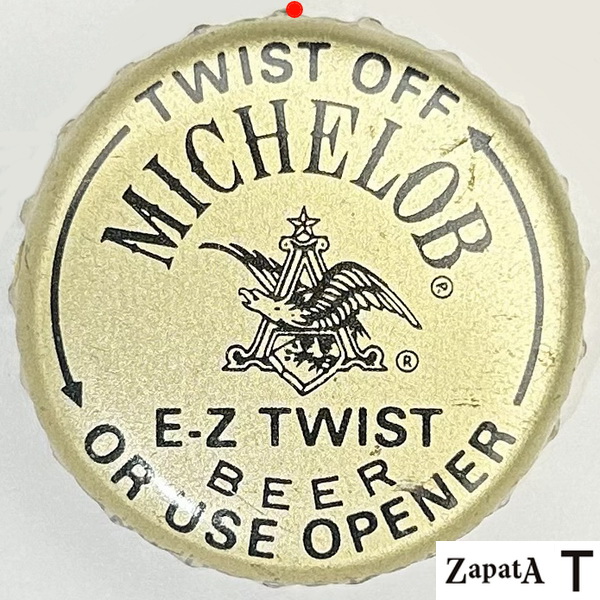 TWIST OFF
MICHELOB
®
A
®
E-Z TWIST
BEER
OR USE OPENER
ZapatA T